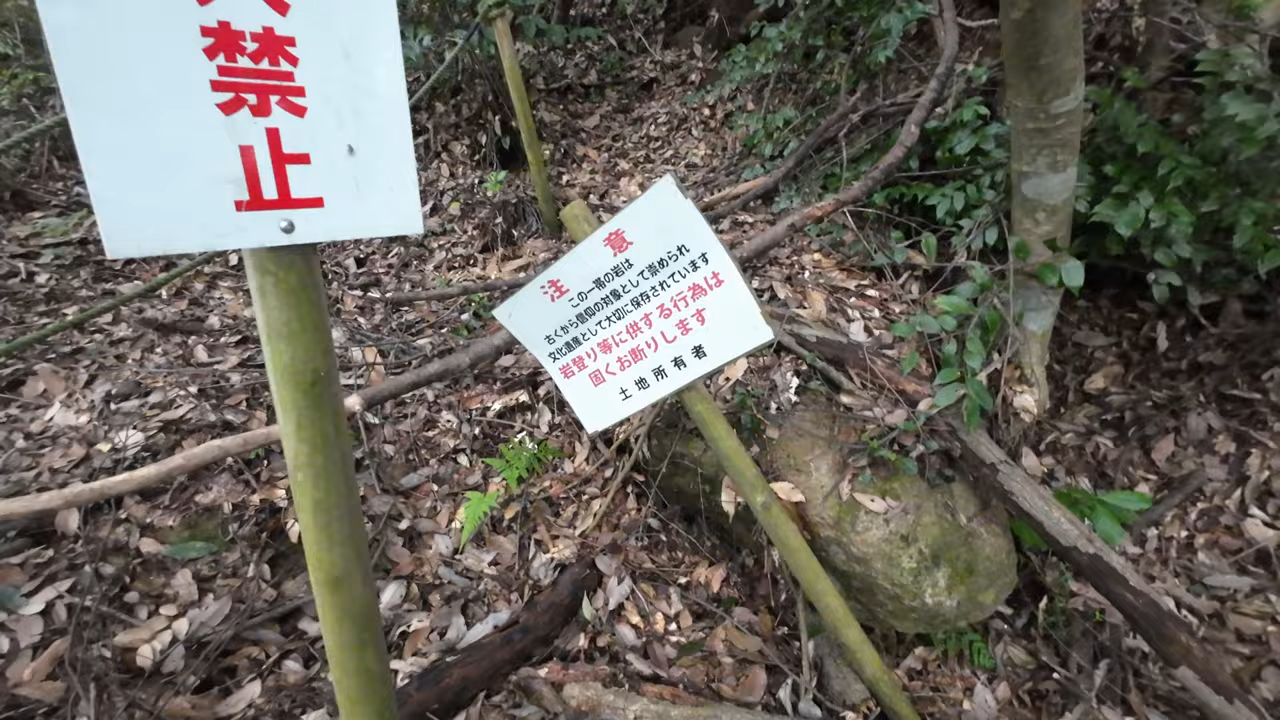 禁止
注意
この一帯の岩は
古くから信仰の対象として崇められ
文化遺産として大切に保存されています
岩登り等に供する行為は
固くお断りします
土地所有者